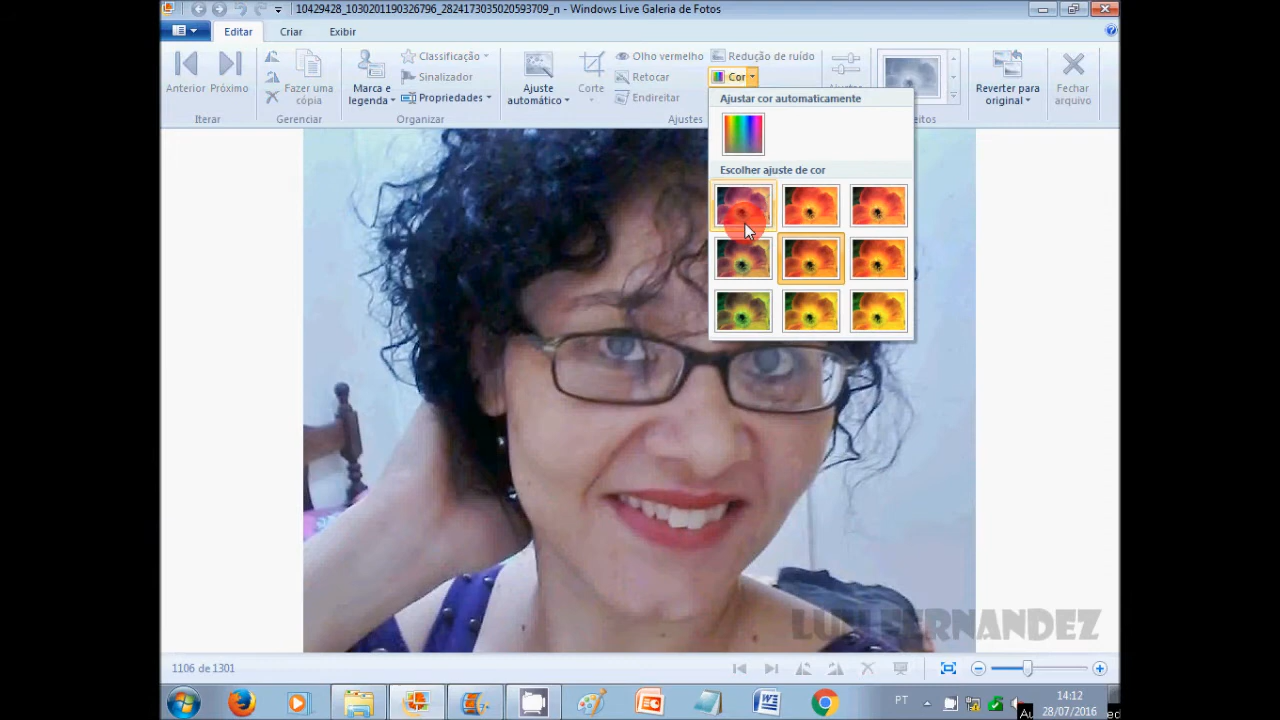 10429428_1030201190326796_2824173035020593709_n - Windows Live Galeria de Fotos
Editar Criar Exibir
Anterior Próximo
Iterar
Fazer uma cópia
Gerenciar
Marca e legenda
Classificação
Sinalizador
Propriedades
Organizar
Ajuste automático
Corte
Olho vermelho
Retocar
Endireitar
Redução de ruído
Cor
Ajustes
Reverter para original
Fechar arquivo
Ajustar cor automaticamente
Escolher ajuste de cor
FERNANDEZ
1106 de 1301
PT
14:12
28/07/2016